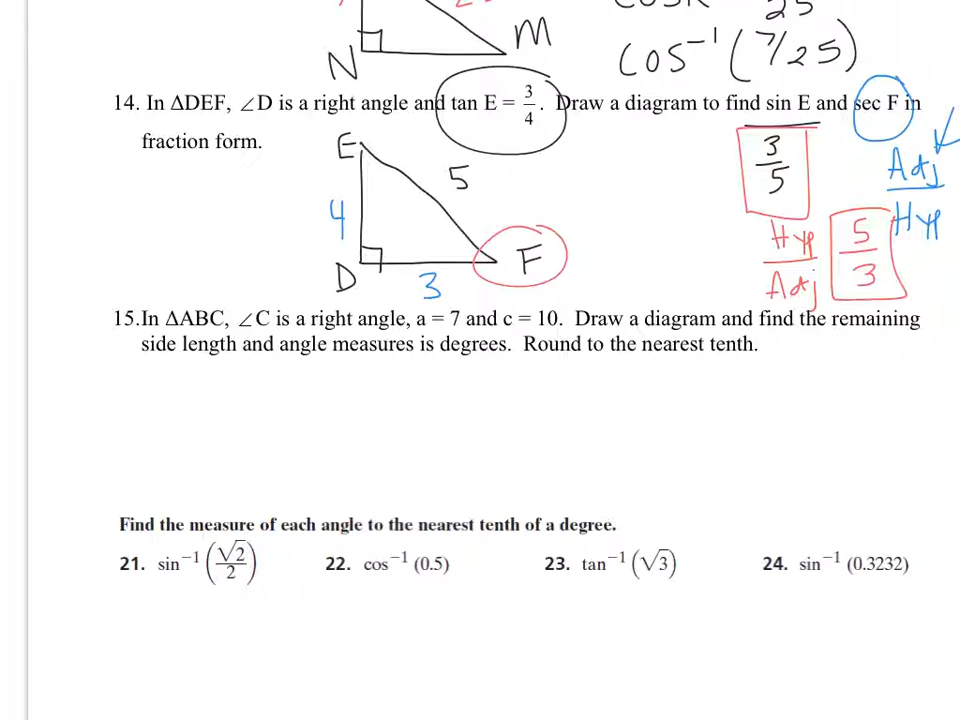 25
N
M
cos⁻¹ (7/25)
14. In ΔDEF, ∠D is a right angle and tan E = 3/4 . Draw a diagram to find sin E and sec F in
fraction form.
E
5
4
D
3
F
3/5
Adj/Hyp
Hyp/Adj
5/3
15.In ΔABC, ∠C is a right angle, a = 7 and c = 10. Draw a diagram and find the remaining
side length and angle measures is degrees. Round to the nearest tenth.
Find the measure of each angle to the nearest tenth of a degree.
21. sin⁻¹ (√2/2) 22. cos⁻¹ (0.5) 23. tan⁻¹ (√3) 24. sin⁻¹ (0.3232)